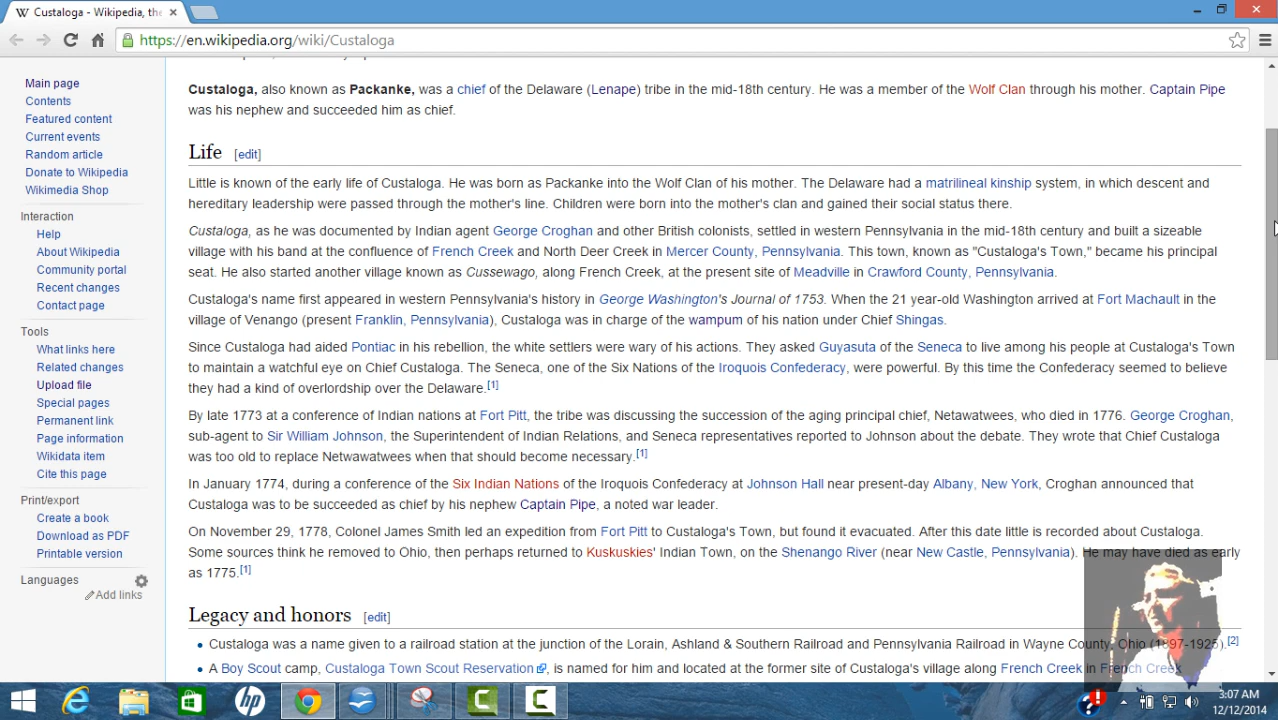 Custaloga - Wikipedia, the
https://en.wikipedia.org/wiki/Custaloga
Main page
Contents
Featured content
Current events
Random article
Donate to Wikipedia
Wikimedia Shop
Interaction
Help
About Wikipedia
Community portal
Recent changes
Contact page
Tools
What links here
Related changes
Upload file
Special pages
Permanent link
Page information
Wikidata item
Cite this page
Print/export
Create a book
Download as PDF
Printable version
Languages
Add links
Custaloga, also known as Packanke, was a chief of the Delaware (Lenape) tribe in the mid-18th century. He was a member of the Wolf Clan through his mother. Captain Pipe
was his nephew and succeeded him as chief.
Life [edit]
Little is known of the early life of Custaloga. He was born as Packanke into the Wolf Clan of his mother. The Delaware had a matrilineal kinship system, in which descent and
hereditary leadership were passed through the mother's line. Children were born into the mother's clan and gained their social status there.
Custaloga, as he was documented by Indian agent George Croghan and other British colonists, settled in western Pennsylvania in the mid-18th century and built a sizeable
village with his band at the confluence of French Creek and North Deer Creek in Mercer County, Pennsylvania. This town, known as "Custaloga's Town," became his principal
seat. He also started another village known as Cussewago, along French Creek, at the present site of Meadville in Crawford County, Pennsylvania.
Custaloga's name first appeared in western Pennsylvania's history in George Washington's Journal of 1753. When the 21 year-old Washington arrived at Fort Machault in the
village of Venango (present Franklin, Pennsylvania), Custaloga was in charge of the wampum of his nation under Chief Shingas.
Since Custaloga had aided Pontiac in his rebellion, the white settlers were wary of his actions. They asked Guyasuta of the Seneca to live among his people at Custaloga's Town
to maintain a watchful eye on Chief Custaloga. The Seneca, one of the Six Nations of the Iroquois Confederacy, were powerful. By this time the Confederacy seemed to believe
they had a kind of overlordship over the Delaware.[1]
By late 1773 at a conference of Indian nations at Fort Pitt, the tribe was discussing the succession of the aging principal chief, Netawatwees, who died in 1776. George Croghan,
sub-agent to Sir William Johnson, the Superintendent of Indian Relations, and Seneca representatives reported to Johnson about the debate. They wrote that Chief Custaloga
was too old to replace Netwawatwees when that should become necessary.[1]
In January 1774, during a conference of the Six Indian Nations of the Iroquois Confederacy at Johnson Hall near present-day Albany, New York, Croghan announced that
Custaloga was to be succeeded as chief by his nephew Captain Pipe, a noted war leader.
On November 29, 1778, Colonel James Smith led an expedition from Fort Pitt to Custaloga's Town, but found it evacuated. After this date little is recorded about Custaloga.
Some sources think he removed to Ohio, then perhaps returned to Kuskuskies' Indian Town, on the Shenango River (near New Castle, Pennsylvania). He may have died as early
as 1775.[1]
Legacy and honors [edit]
Custaloga was a name given to a railroad station at the junction of the Lorain, Ashland & Southern Railroad and Pennsylvania Railroad in Wayne County, Ohio (1897-1925).[2]
A Boy Scout camp, Custaloga Town Scout Reservation, is named for him and located at the former site of Custaloga's village along French Creek in French Creek
3:07 AM
12/12/2014